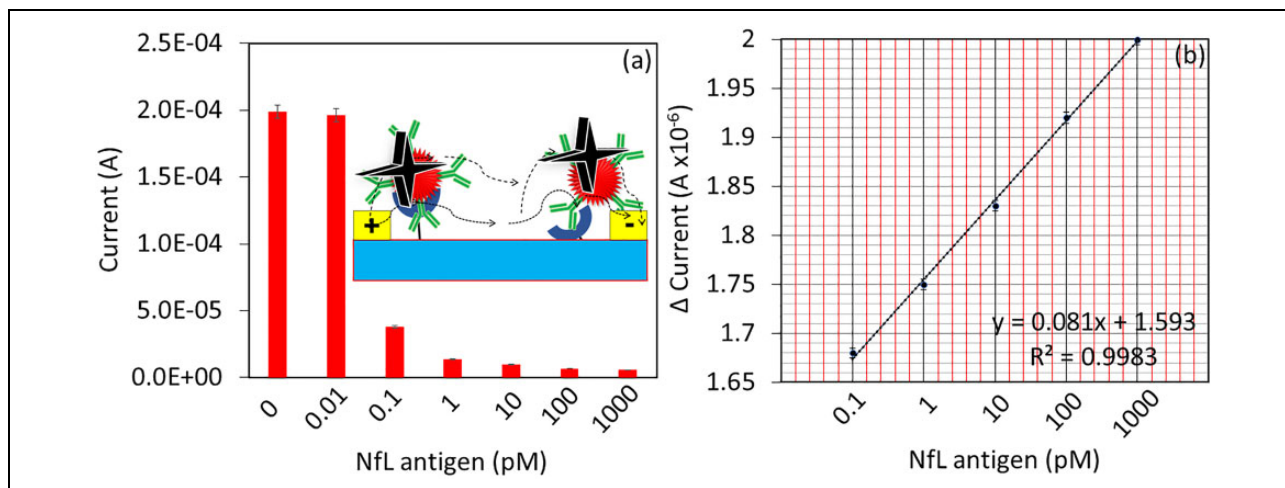 (a)
Current (A)
2.5E-04
2.0E-04
1.5E-04
1.0E-04
5.0E-05
0.0E+00
+
-
0
0.01
0.1
1
10
100
1000
NfL antigen (pM)
(b)
Δ Current (A x10⁻⁶)
2
1.95
1.9
1.85
1.8
1.75
1.7
1.65
y = 0.081x + 1.593
R² = 0.9983
0.1
1
10
100
1000
NfL antigen (pM)